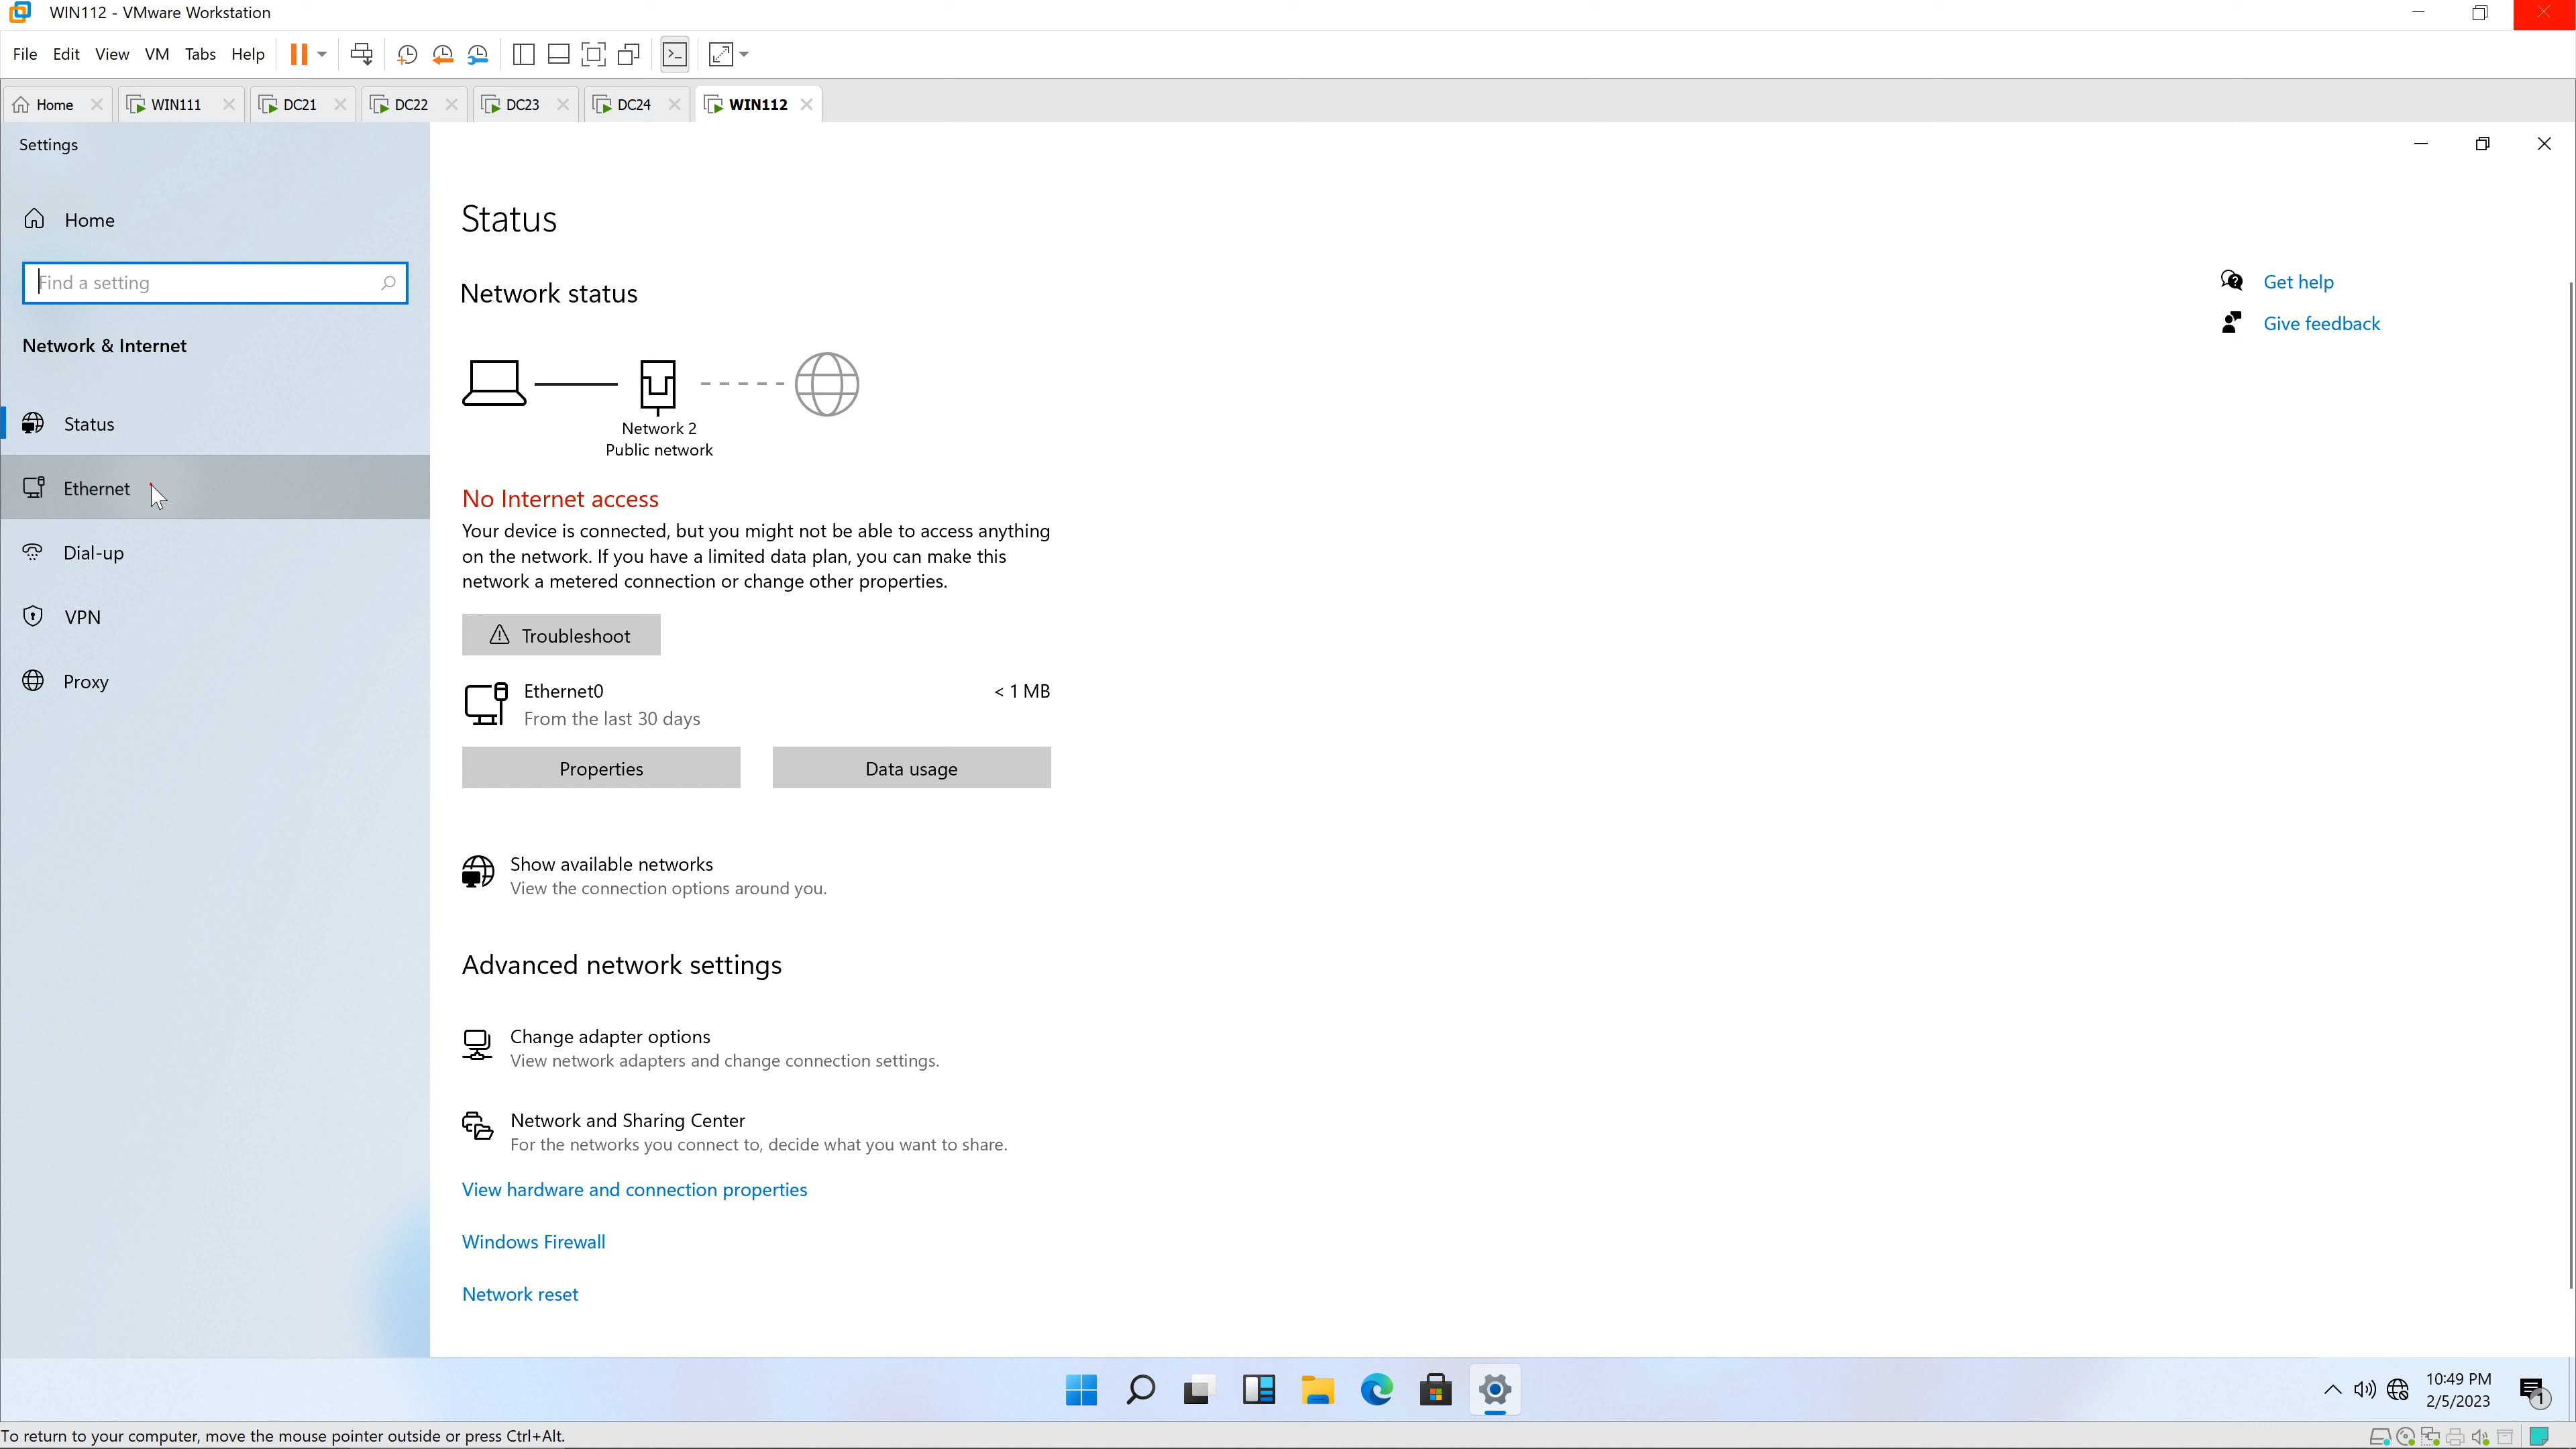 WIN112 - VMware Workstation
File Edit View VM Tabs Help
Home WIN111 DC21 DC22 DC23 DC24 WIN112
Settings
Home
Find a setting
Network & Internet
Status
Ethernet
Dial-up
VPN
Proxy
Status
Network status
Network 2
Public network
No Internet access
Your device is connected, but you might not be able to access anything
on the network. If you have a limited data plan, you can make this
network a metered connection or change other properties.
Troubleshoot
Ethernet0 < 1 MB
From the last 30 days
Properties Data usage
Show available networks
View the connection options around you.
Advanced network settings
Change adapter options
View network adapters and change connection settings.
Network and Sharing Center
For the networks you connect to, decide what you want to share.
View hardware and connection properties
Windows Firewall
Network reset
Get help
Give feedback
10:49 PM
2/5/2023
1
To return to your computer, move the mouse pointer outside or press Ctrl+Alt.